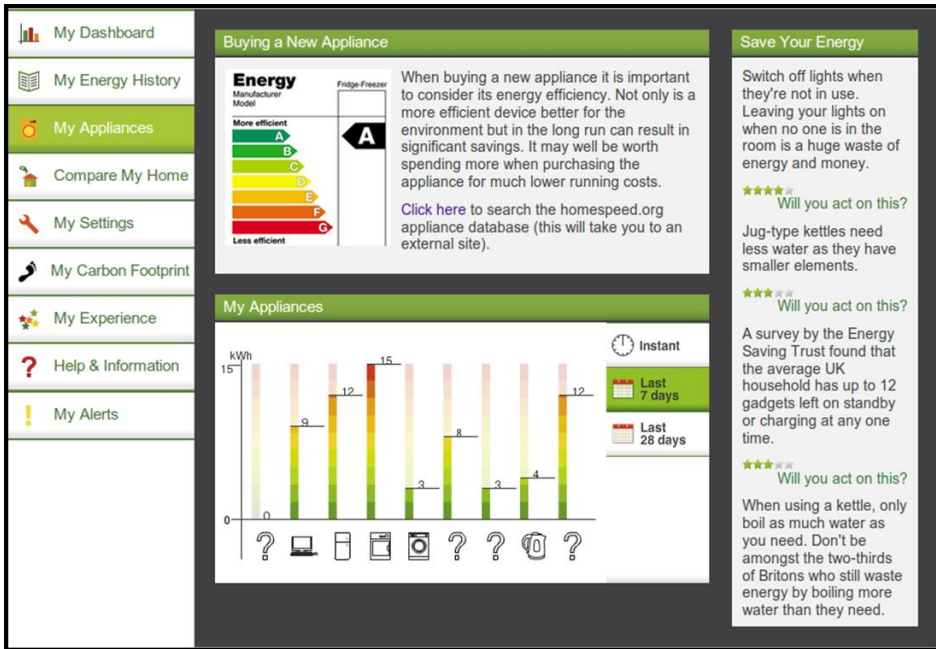 My Dashboard
My Energy History
My Appliances
Compare My Home
My Settings
My Carbon Footprint
My Experience
Help & Information
My Alerts
Buying a New Appliance
Energy
Fridge-Freezer
Manufacturer
Model
More efficient
A
B
C
D
E
F
G
Less efficient
A
When buying a new appliance it is important
to consider its energy efficiency. Not only is a
more efficient device better for the
environment but in the long run can result in
significant savings. It may well be worth
spending more when purchasing the
appliance for much lower running costs.
Click here to search the homespeed.org
appliance database (this will take you to an
external site).
My Appliances
kWh
15
0
0
9
12
15
3
8
3
4
12
? ? ? ?
Instant
Last
7 days
Last
28 days
Save Your Energy
Switch off lights when
they're not in use.
Leaving your lights on
when no one is in the
room is a huge waste of
energy and money.
Will you act on this?
Jug-type kettles need
less water as they have
smaller elements.
Will you act on this?
A survey by the Energy
Saving Trust found that
the average UK
household has up to 12
gadgets left on standby
or charging at any one
time.
Will you act on this?
When using a kettle, only
boil as much water as
you need. Don't be
amongst the two-thirds
of Britons who still waste
energy by boiling more
water than they need.